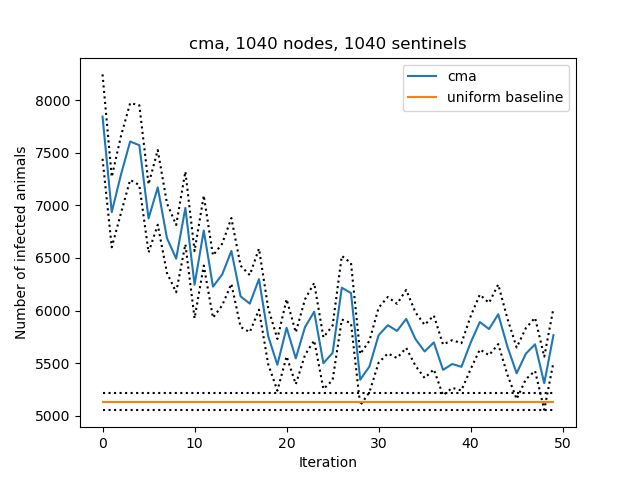 cma, 1040 nodes, 1040 sentinels
cma
uniform baseline
Number of infected animals
8000
7500
7000
6500
6000
5500
5000
0 10 20 30 40 50
Iteration